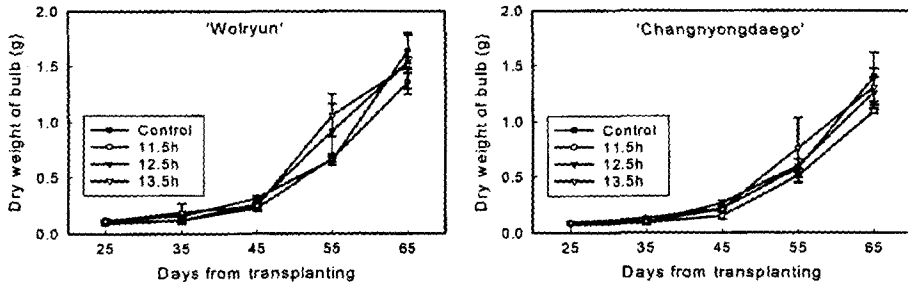 'Wolryun'
Dry weight of bulb (g)
2.0
1.5
1.0
0.5
0.0
Control
11.5h
12.5h
13.5h
25 35 45 55 65
Days from transplanting
'Changnyongdaego'
Dry weight of bulb (g)
2.0
1.5
1.0
0.5
0.0
Control
11.5h
12.5h
13.5h
25 35 45 55 65
Days from transplanting